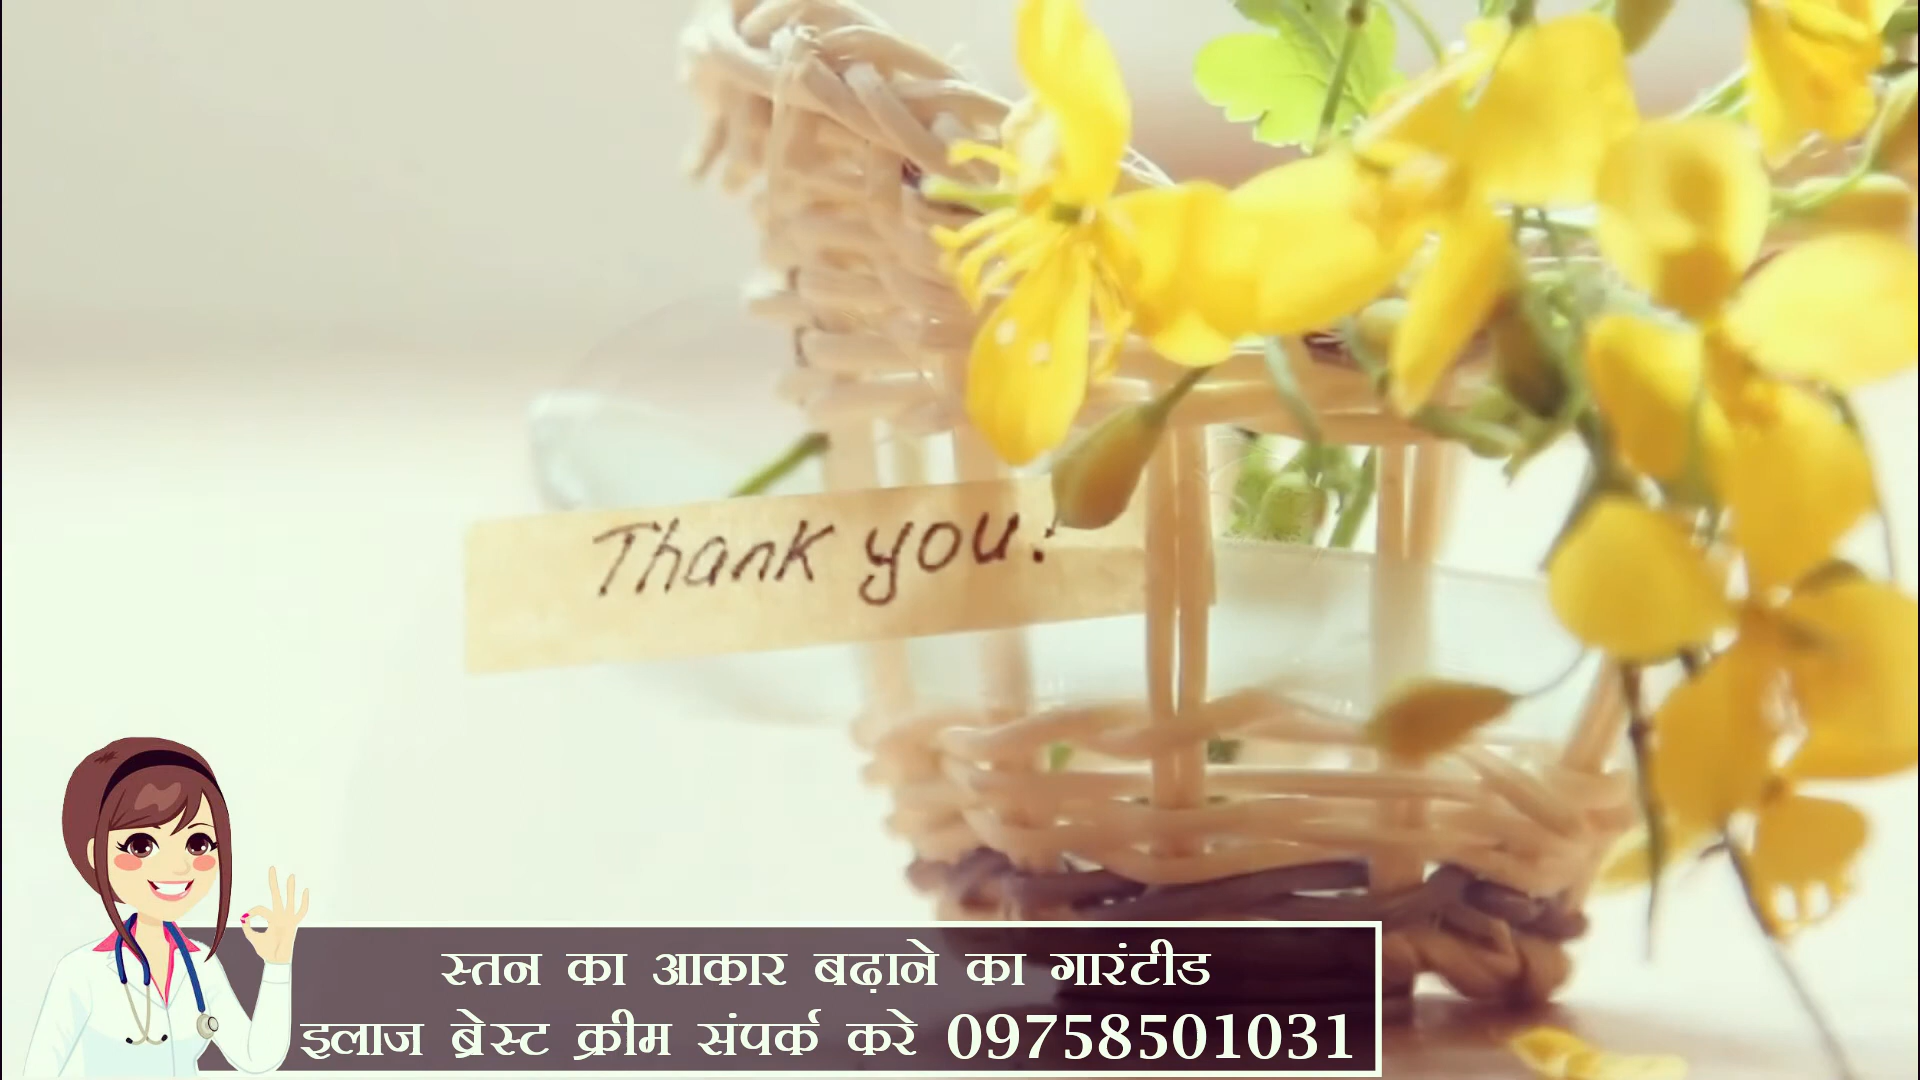 Thank you!
स्तन का आकार बढ़ाने का गारंटीड
इलाज ब्रेस्ट क्रीम संपर्क करे 09758501031